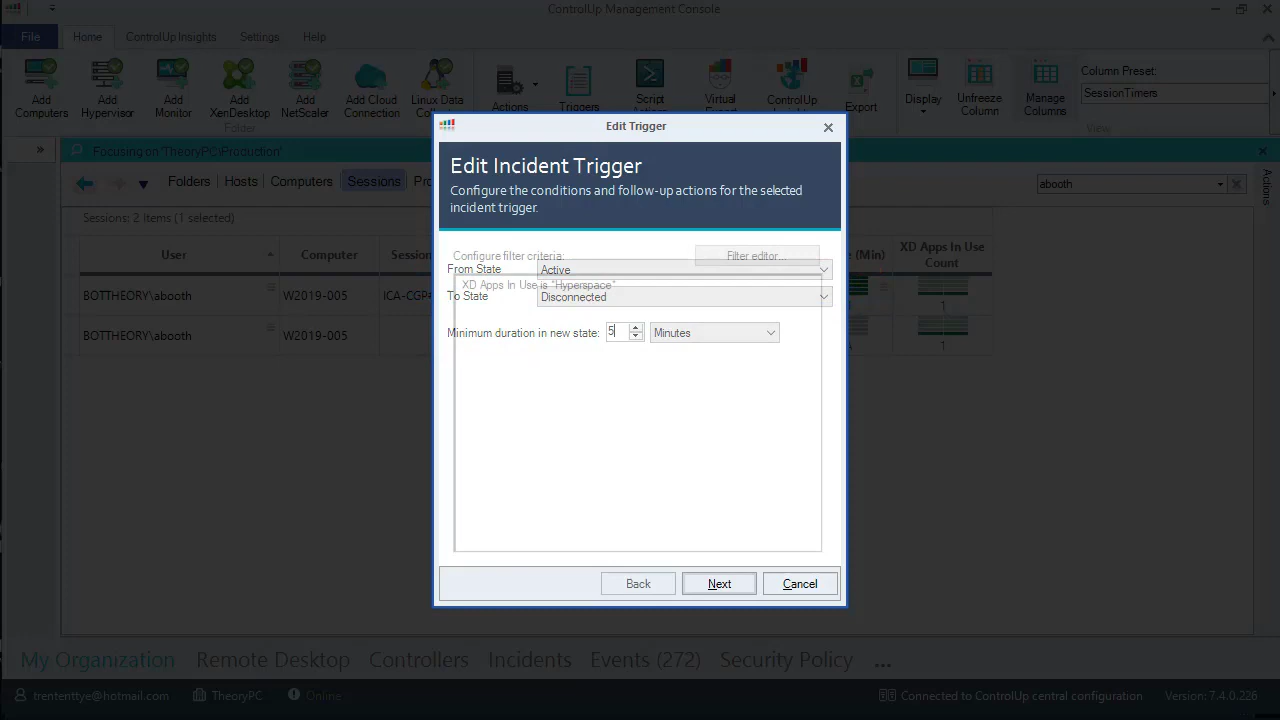 ControlUp Management Console
File
Home
ControlUp Insights
Settings
Help
Add Computers
Add Hypervisor
Add Monitor
Add XenDesktop
Add NetScaler
Add Cloud Connection
Linux Data
Actions
Triggers
Script
Virtual
ControlUp
Export
Display
Unfreeze Column
Manage Columns
Column Preset:
SessionTimers
Folder
View
»
Focusing on 'TheoryPC\Production'
Folders
Hosts
Computers
Sessions
abooth
Actions
Sessions: 2 Items (1 selected)
User
Computer
(Min)
XD Apps In Use Count
BOTTHEORY\abooth
W2019-005
1
BOTTHEORY\abooth
W2019-005
1
Edit Trigger
Edit Incident Trigger
Configure the conditions and follow-up actions for the selected
incident trigger.
Configure filter criteria:
Filter editor...
From State
Active
XD Apps In Use is "Hyperspace"
To State
Disconnected
Minimum duration in new state:
5
Minutes
Back
Next
Cancel
My Organization
Remote Desktop
Controllers
Incidents
Events (272)
Security Policy
...
trententtye@hotmail.com
TheoryPC
Online
Connected to ControlUp central configuration
Version: 7.4.0.226